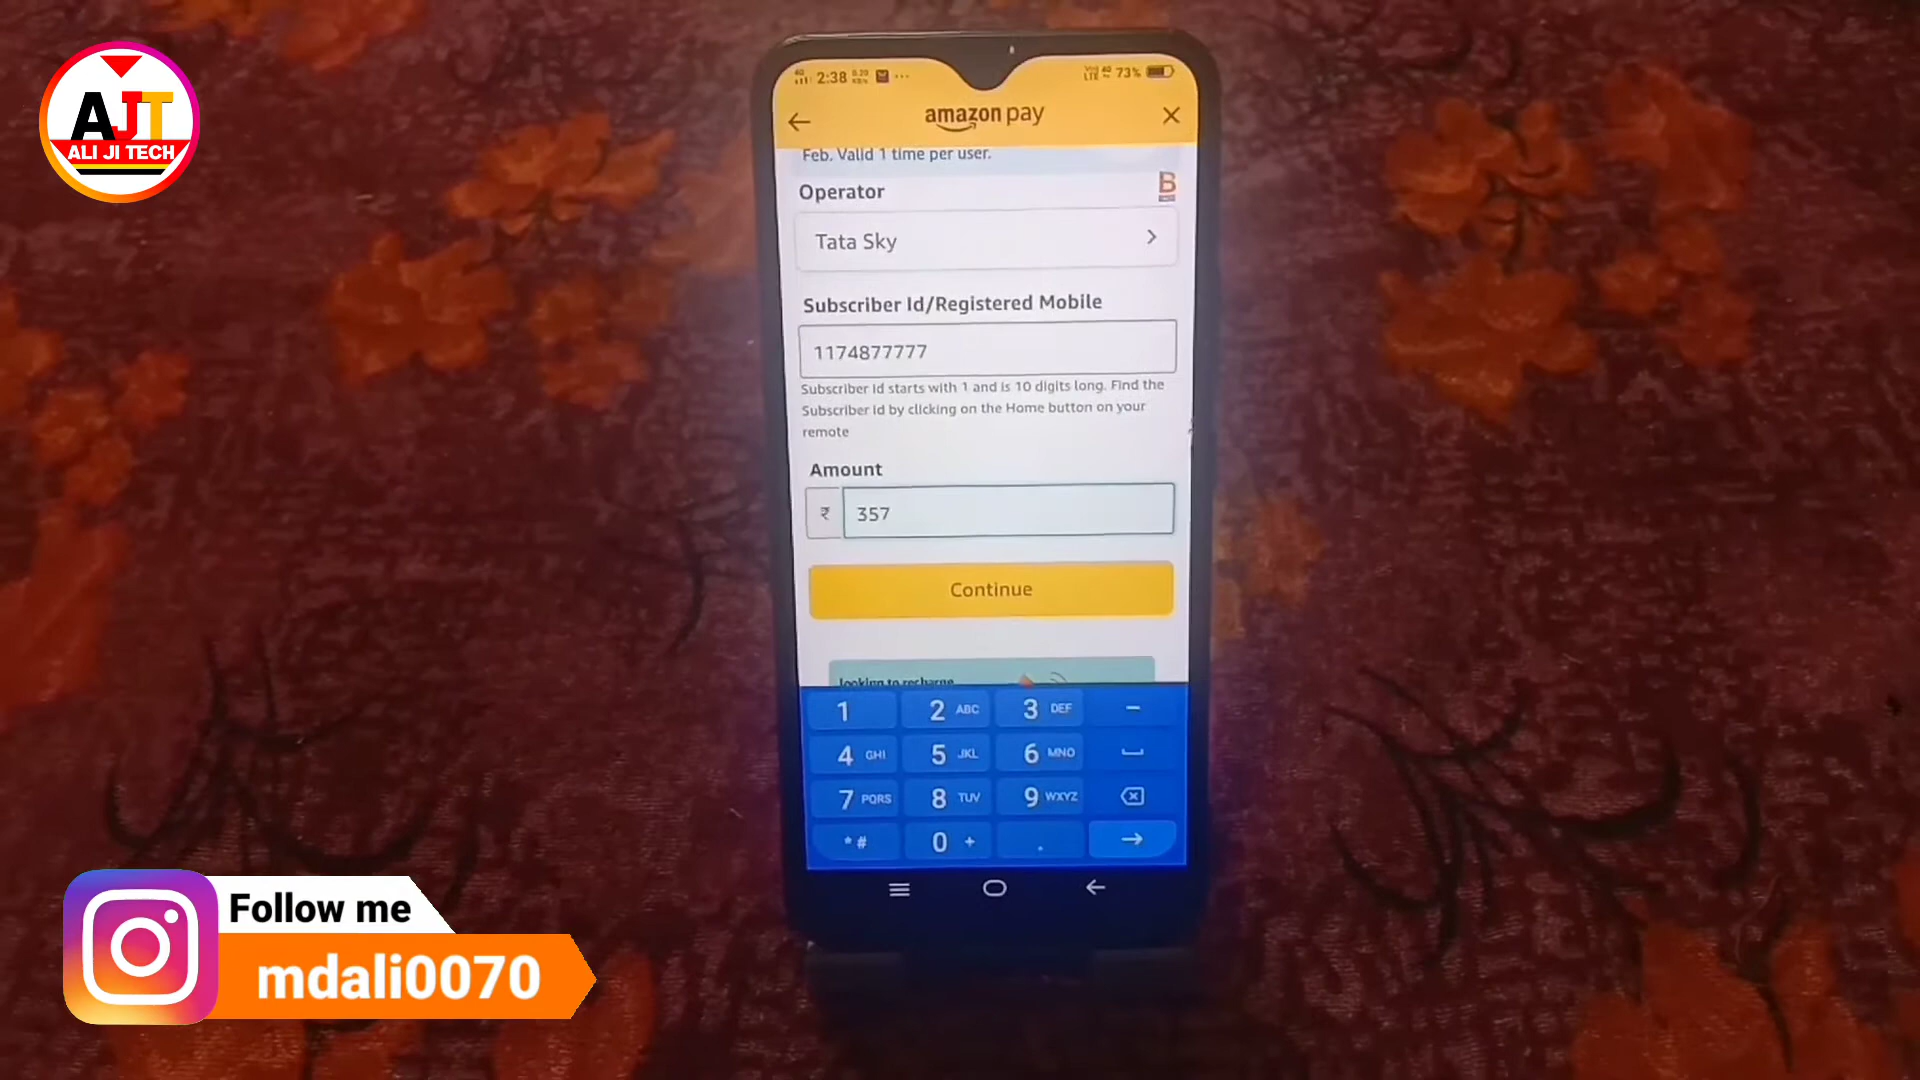 AJT
ALI JI TECH
2:38
73%
amazon pay
Feb. Valid 1 time per user.
Operator
B
Tata Sky
Subscriber Id/Registered Mobile
1174877777
Subscriber Id starts with 1 and is 10 digits long. Find the
Subscriber Id by clicking on the Home button on your
remote
Amount
₹ 357
Continue
looking to recharge
1 2 ABC 3 DEF -
4 GHI 5 JKL 6 MNO
7 PQRS 8 TUV 9 WXYZ
*# 0 + .
Follow me
mdali0070